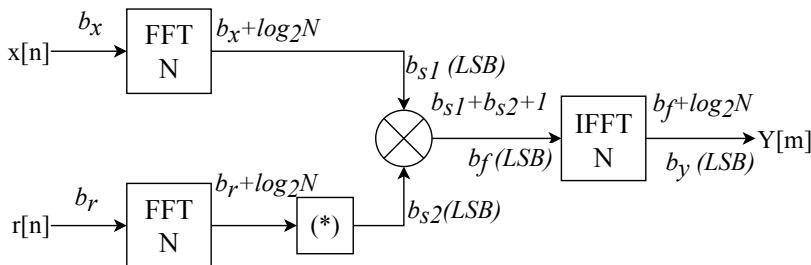 x[n]
b_x
FFT
N
b_x+log_2N
b_s1 (LSB)
b_s1+b_s2+1
b_f(LSB)
IFFT
N
b_f+log_2N
b_y (LSB)
Y[m]
r[n]
b_r
FFT
N
b_r+log_2N
(*)
b_s2(LSB)